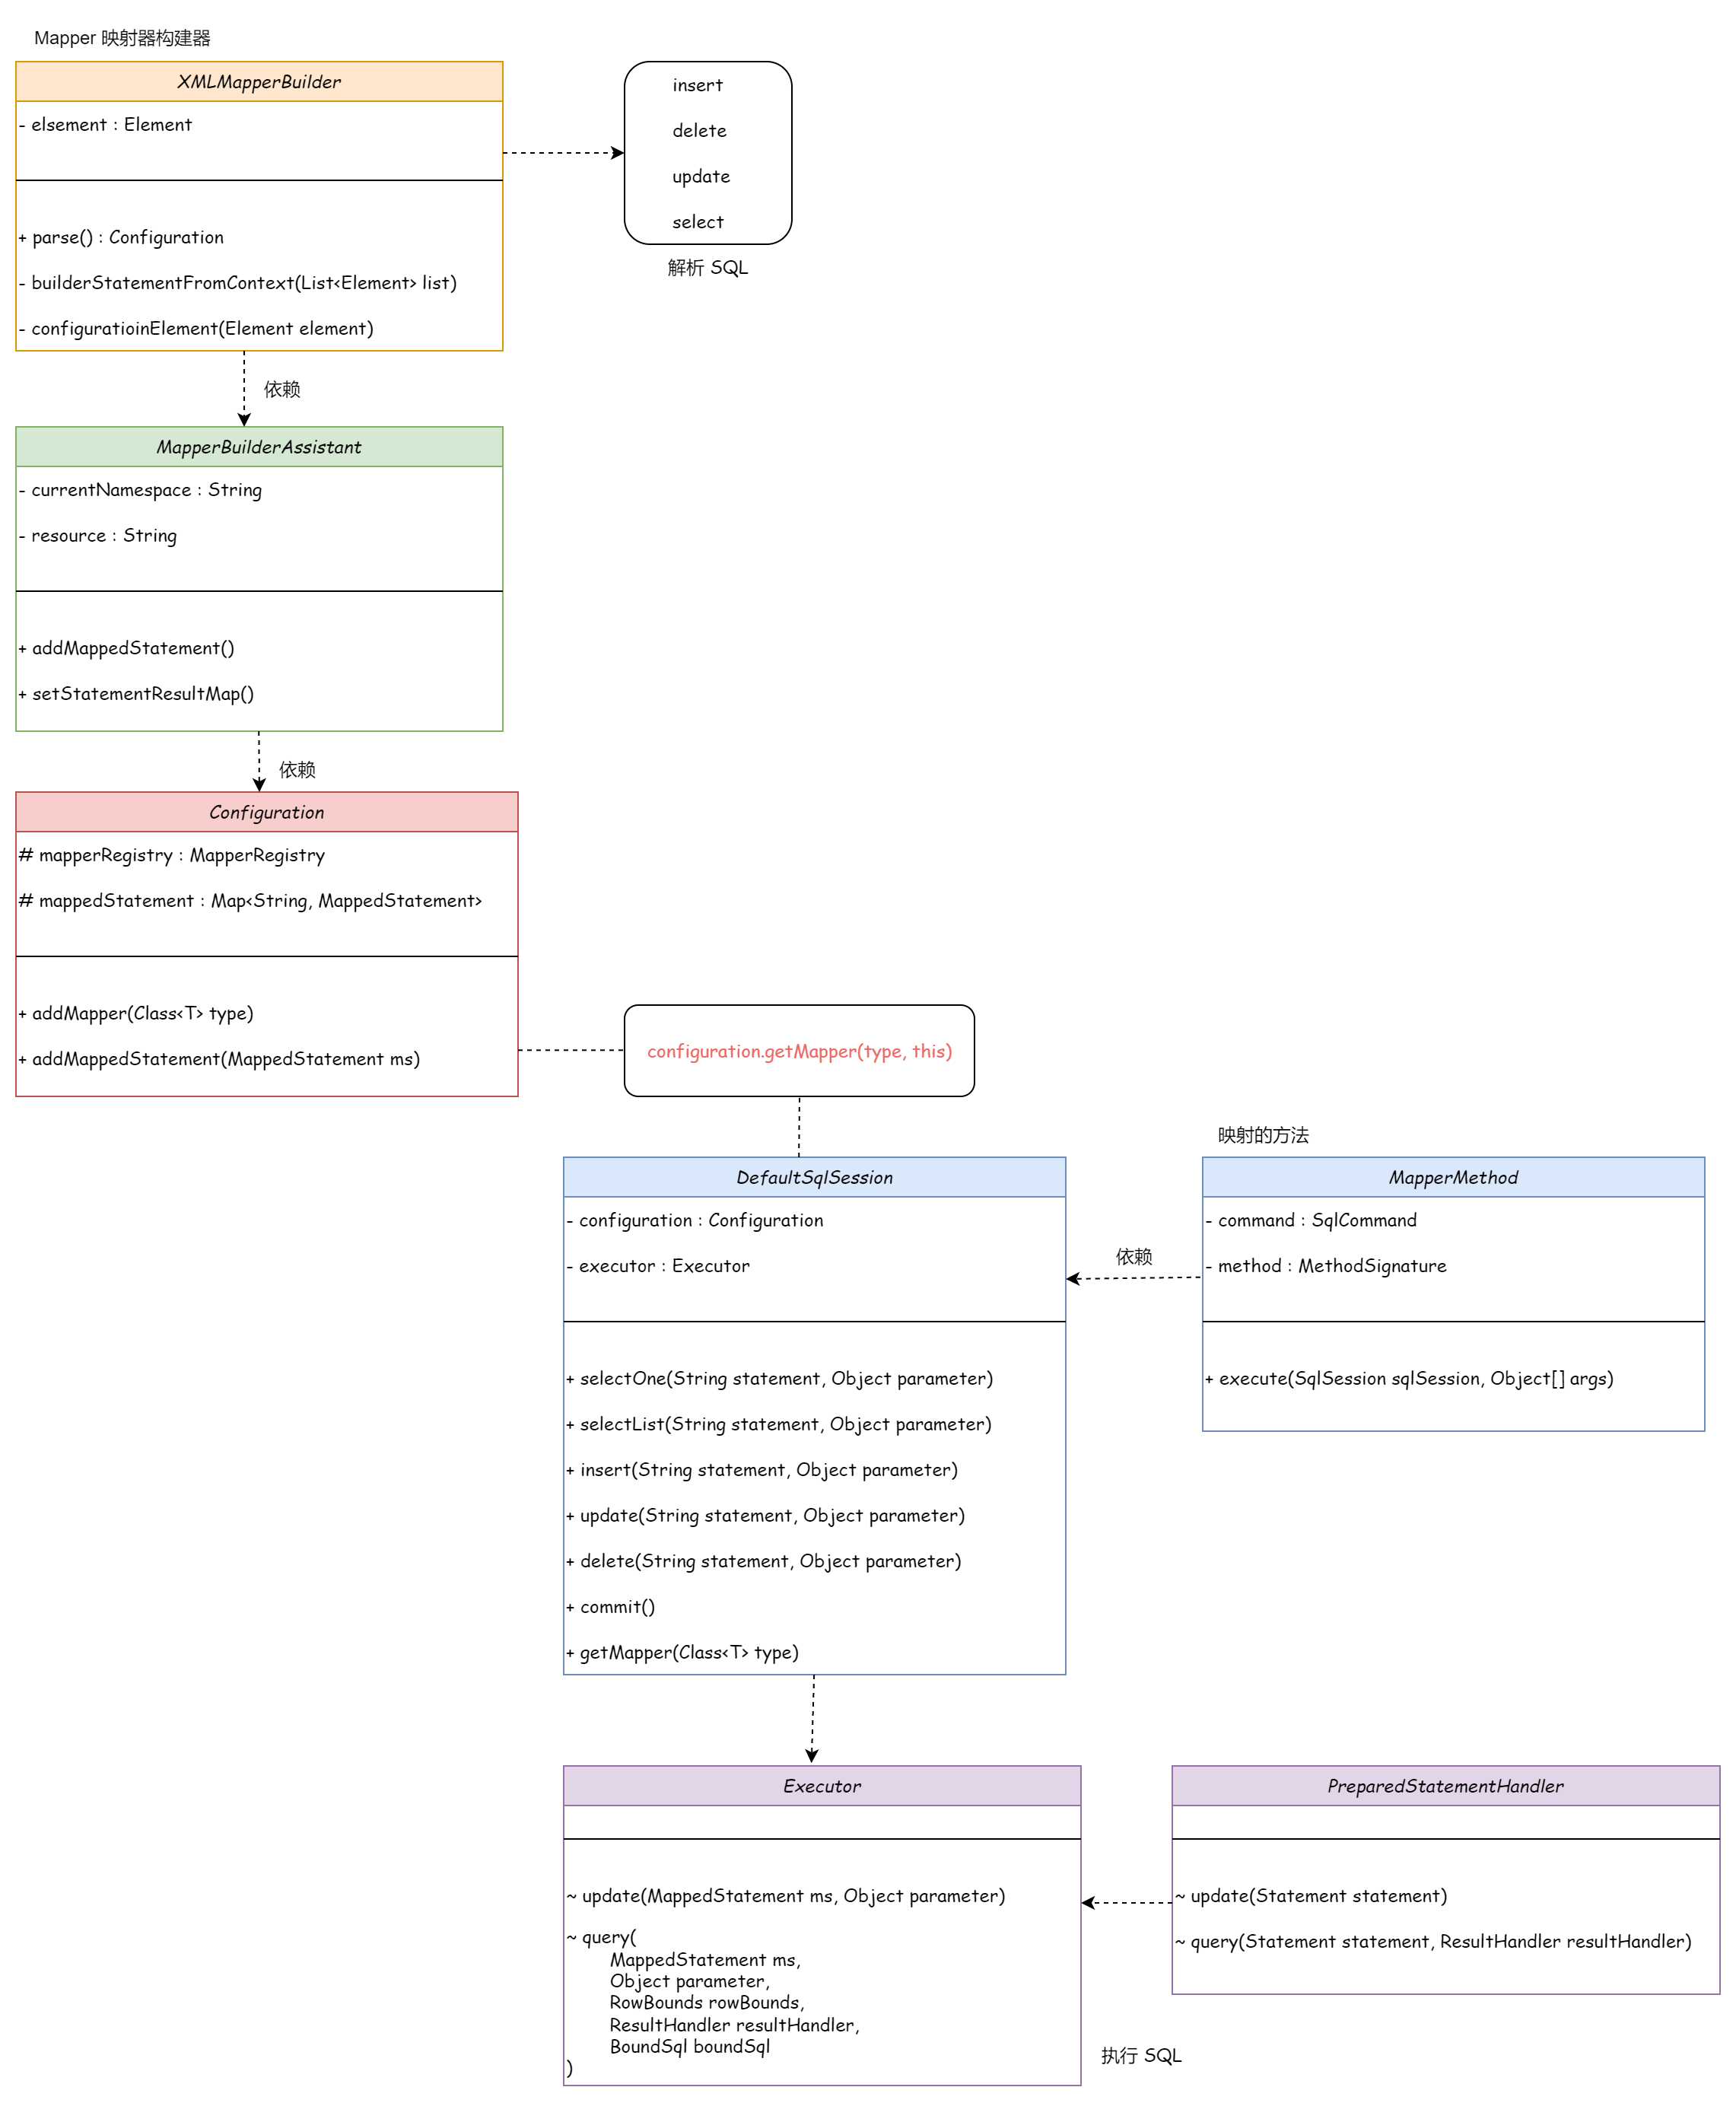 Mapper 映射器构建器
XMLMapperBuilder
- elsement : Element
+ parse() : Configuration
- builderStatementFromContext(List<Element> list)
- configuratioinElement(Element element)
insert
delete
update
select
解析 SQL
依赖
MapperBuilderAssistant
- currentNamespace : String
- resource : String
+ addMappedStatement()
+ setStatementResultMap()
依赖
Configuration
# mapperRegistry : MapperRegistry
# mappedStatement : Map<String, MappedStatement>
+ addMapper(Class<T> type)
+ addMappedStatement(MappedStatement ms)
configuration.getMapper(type, this)
DefaultSqlSession
- configuration : Configuration
- executor : Executor
+ selectOne(String statement, Object parameter)
+ selectList(String statement, Object parameter)
+ insert(String statement, Object parameter)
+ update(String statement, Object parameter)
+ delete(String statement, Object parameter)
+ commit()
+ getMapper(Class<T> type)
依赖
映射的方法
MapperMethod
- command : SqlCommand
- method : MethodSignature
+ execute(SqlSession sqlSession, Object[] args)
Executor
~ update(MappedStatement ms, Object parameter)
~ query(
MappedStatement ms,
Object parameter,
RowBounds rowBounds,
ResultHandler resultHandler,
BoundSql boundSql
)
PreparedStatementHandler
~ update(Statement statement)
~ query(Statement statement, ResultHandler resultHandler)
执行 SQL